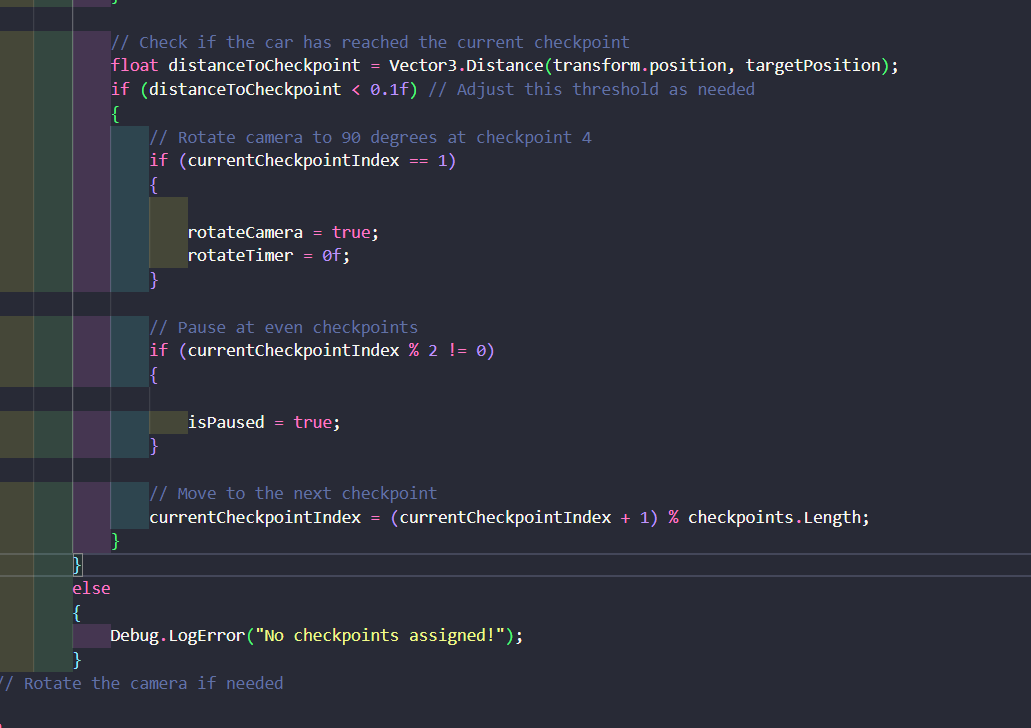 }
// Check if the car has reached the current checkpoint
float distanceToCheckpoint = Vector3.Distance(transform.position, targetPosition);
if (distanceToCheckpoint < 0.1f) // Adjust this threshold as needed
{
// Rotate camera to 90 degrees at checkpoint 4
if (currentCheckpointIndex == 1)
{
rotateCamera = true;
rotateTimer = 0f;
}
// Pause at even checkpoints
if (currentCheckpointIndex % 2 != 0)
{
isPaused = true;
}
// Move to the next checkpoint
currentCheckpointIndex = (currentCheckpointIndex + 1) % checkpoints.Length;
}
}
else
{
Debug.LogError("No checkpoints assigned!");
}
// Rotate the camera if needed